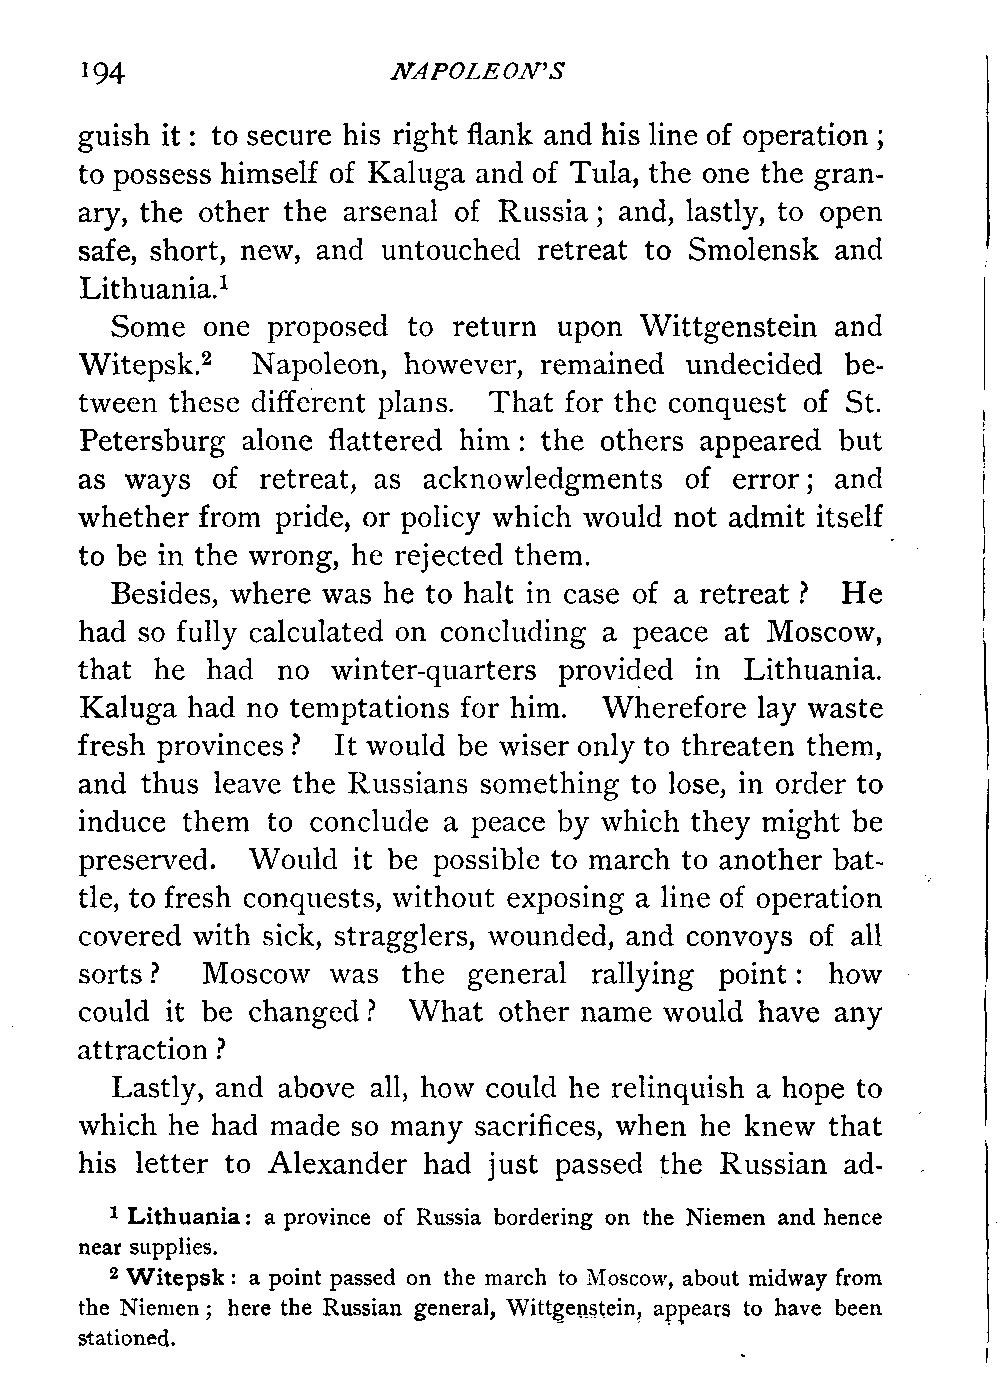 194 NAPOLEON'S
guish it : to secure his right flank and his line of operation ;
to possess himself of Kaluga and of Tula, the one the gran-
ary, the other the arsenal of Russia ; and, lastly, to open
safe, short, new, and untouched retreat to Smolensk and
Lithuania.¹
Some one proposed to return upon Wittgenstein and
Witepsk.² Napoleon, however, remained undecided be-
tween these different plans. That for the conquest of St.
Petersburg alone flattered him : the others appeared but
as ways of retreat, as acknowledgments of error ; and
whether from pride, or policy which would not admit itself
to be in the wrong, he rejected them.
Besides, where was he to halt in case of a retreat ? He
had so fully calculated on concluding a peace at Moscow,
that he had no winter-quarters provided in Lithuania.
Kaluga had no temptations for him. Wherefore lay waste
fresh provinces ? It would be wiser only to threaten them,
and thus leave the Russians something to lose, in order to
induce them to conclude a peace by which they might be
preserved. Would it be possible to march to another bat-
tle, to fresh conquests, without exposing a line of operation
covered with sick, stragglers, wounded, and convoys of all
sorts ? Moscow was the general rallying point : how
could it be changed ? What other name would have any
attraction ?
Lastly, and above all, how could he relinquish a hope to
which he had made so many sacrifices, when he knew that
his letter to Alexander had just passed the Russian ad-
¹ Lithuania : a province of Russia bordering on the Niemen and hence
near supplies.
² Witepsk : a point passed on the march to Moscow, about midway from
the Niemen ; here the Russian general, Wittgenstein, appears to have been
stationed.